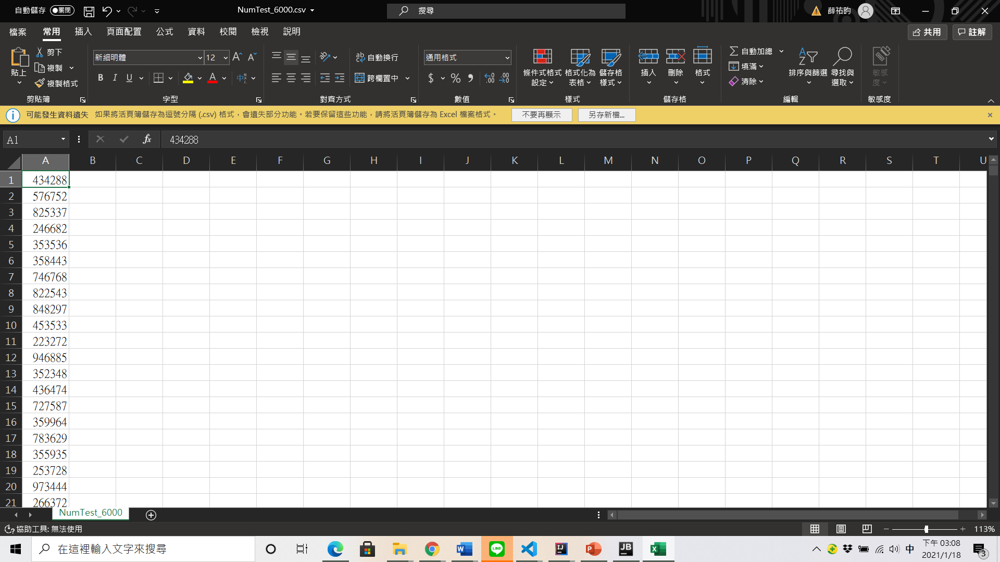 自動儲存 關閉 NumTest_6000.csv 搜尋 薛祐昀
檔案 常用 插入 頁面配置 公式 資料 校閱 檢視 說明 共用 註解
貼上 剪下 複製 複製格式 剪貼簿
新細明體 12 B I U 字型
自動換行 跨欄置中 對齊方式
通用格式 $ % 數值
條件式格式設定 格式化為表格 儲存格樣式 樣式
插入 刪除 格式 儲存格
自動加總 填滿 清除 排序與篩選 尋找與選取 編輯
敏感度 敏感度
可能發生資料遺失 如果將活頁簿儲存為逗號分隔 (.csv) 格式，會遺失部分功能。若要保留這些功能，請將活頁簿儲存為 Excel 檔案格式。 不要再顯示 另存新檔...
A1 fx 434288
A B C D E F G H I J K L M N O P Q R S T U
1 434288
2 576752
3 825337
4 246682
5 353536
6 358443
7 746768
8 822543
9 848297
10 453533
11 223272
12 946885
13 352348
14 436474
15 727587
16 359964
17 783629
18 355935
19 253728
20 973444
21 266372
NumTest_6000
協助工具: 無法使用 113%
在這裡輸入文字來搜尋 中 下午 03:08
2021/1/18 3